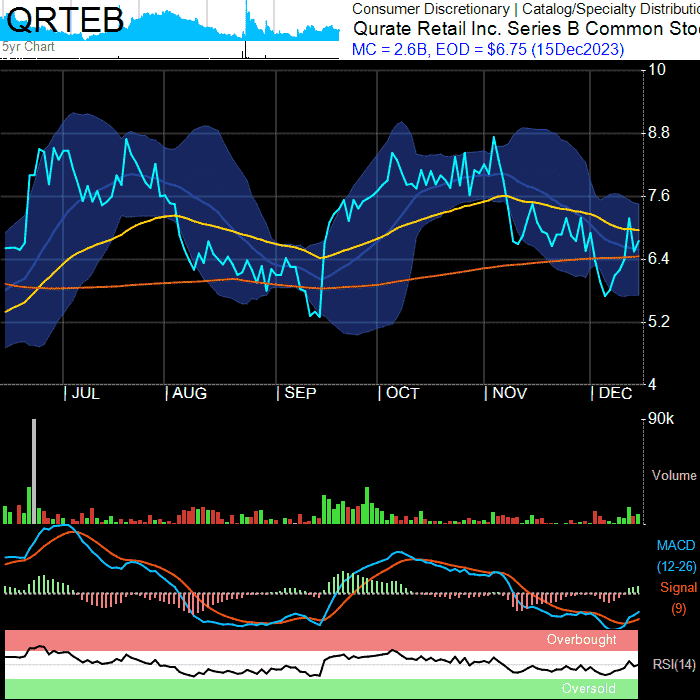 QRTEB
5yr Chart
Consumer Discretionary | Catalog/Specialty Distributio
Qurate Retail Inc. Series B Common Sto
MC = 2.6B, EOD = $6.75 (15Dec2023)
10
8.8
7.6
6.4
5.2
4
| JUL | AUG | SEP | OCT | NOV | DEC
90k
Volume
MACD
(12-26)
Signal
(9)
Overbought
RSI(14)
Oversold